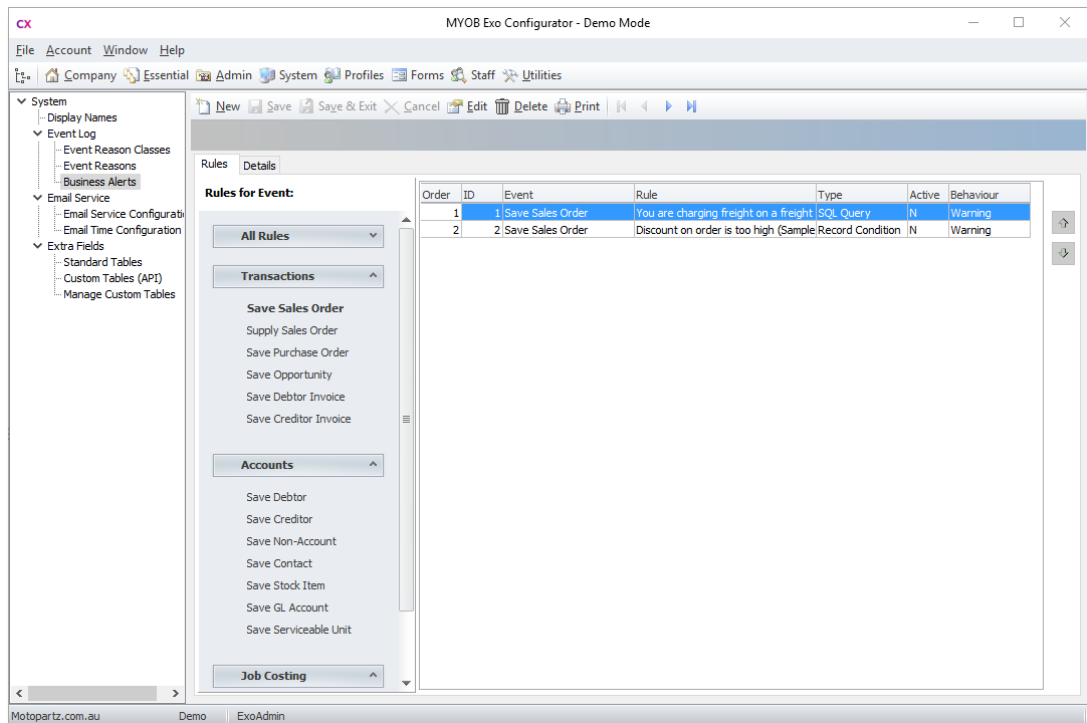 CX MYOB Exo Configurator - Demo Mode
File Account Window Help
Company Essential Admin System Profiles Forms Staff Utilities
System
Display Names
Event Log
Event Reason Classes
Event Reasons
Business Alerts
Email Service
Email Service Configurati
Email Time Configuration
Extra Fields
Standard Tables
Custom Tables (API)
Manage Custom Tables
New Save Save & Exit Cancel Edit Delete Print
Rules Details
Rules for Event:
All Rules
Transactions
Save Sales Order
Supply Sales Order
Save Purchase Order
Save Opportunity
Save Debtor Invoice
Save Creditor Invoice
Accounts
Save Debtor
Save Creditor
Save Non-Account
Save Contact
Save Stock Item
Save GL Account
Save Serviceable Unit
Job Costing
Order ID Event Rule Type Active Behaviour
1 1 Save Sales Order You are charging freight on a freight SQL Query N Warning
2 2 Save Sales Order Discount on order is too high (Sample Record Condition N Warning
Motopartz.com.au Demo ExoAdmin